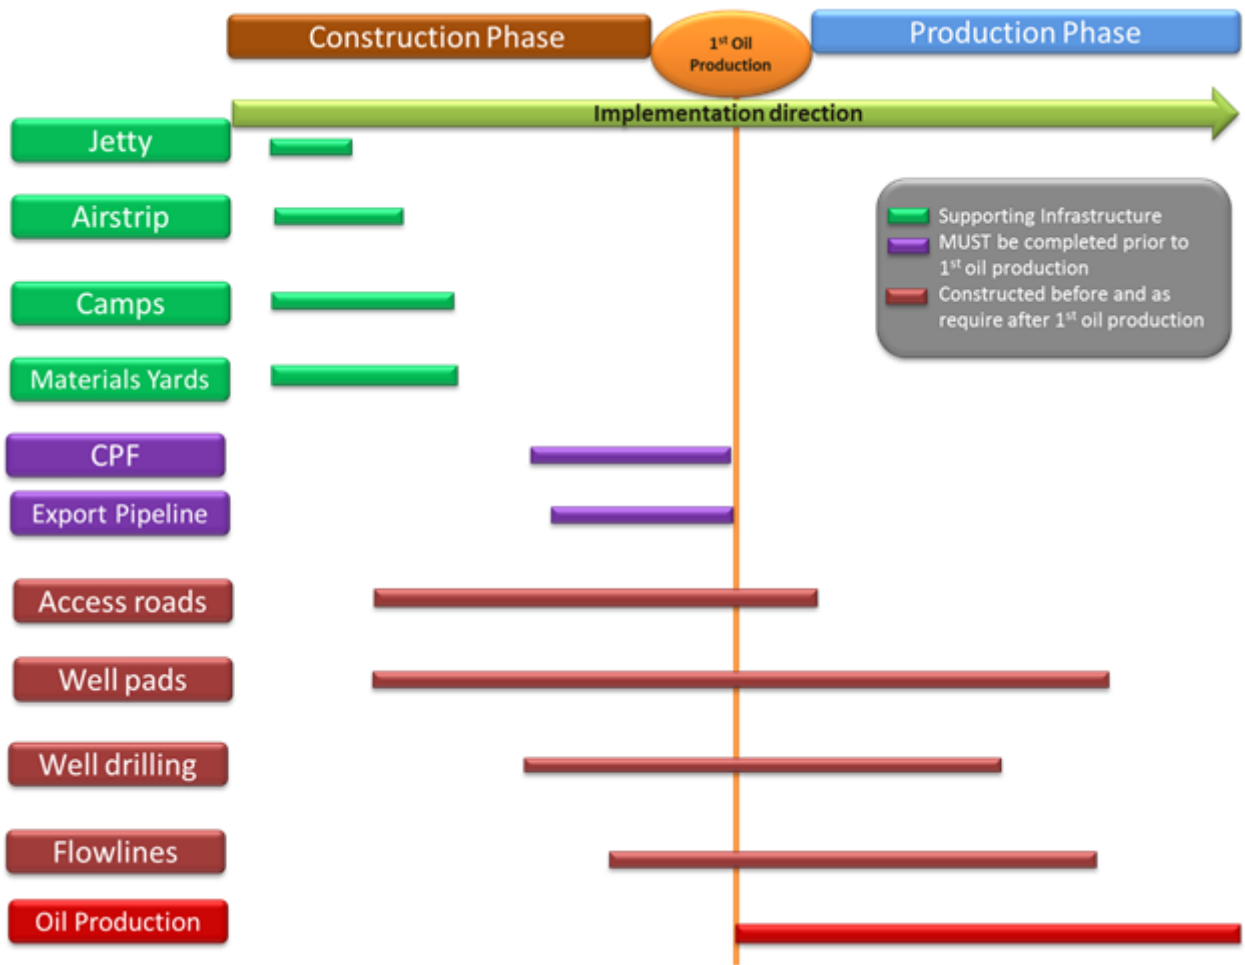 Construction Phase
1st Oil
Production
Production Phase
Implementation direction
Jetty
Airstrip
Supporting Infrastructure
MUST be completed prior to
1st oil production
Constructed before and as
require after 1st oil production
Camps
Materials Yards
CPF
Export Pipeline
Access roads
Well pads
Well drilling
Flowlines
Oil Production